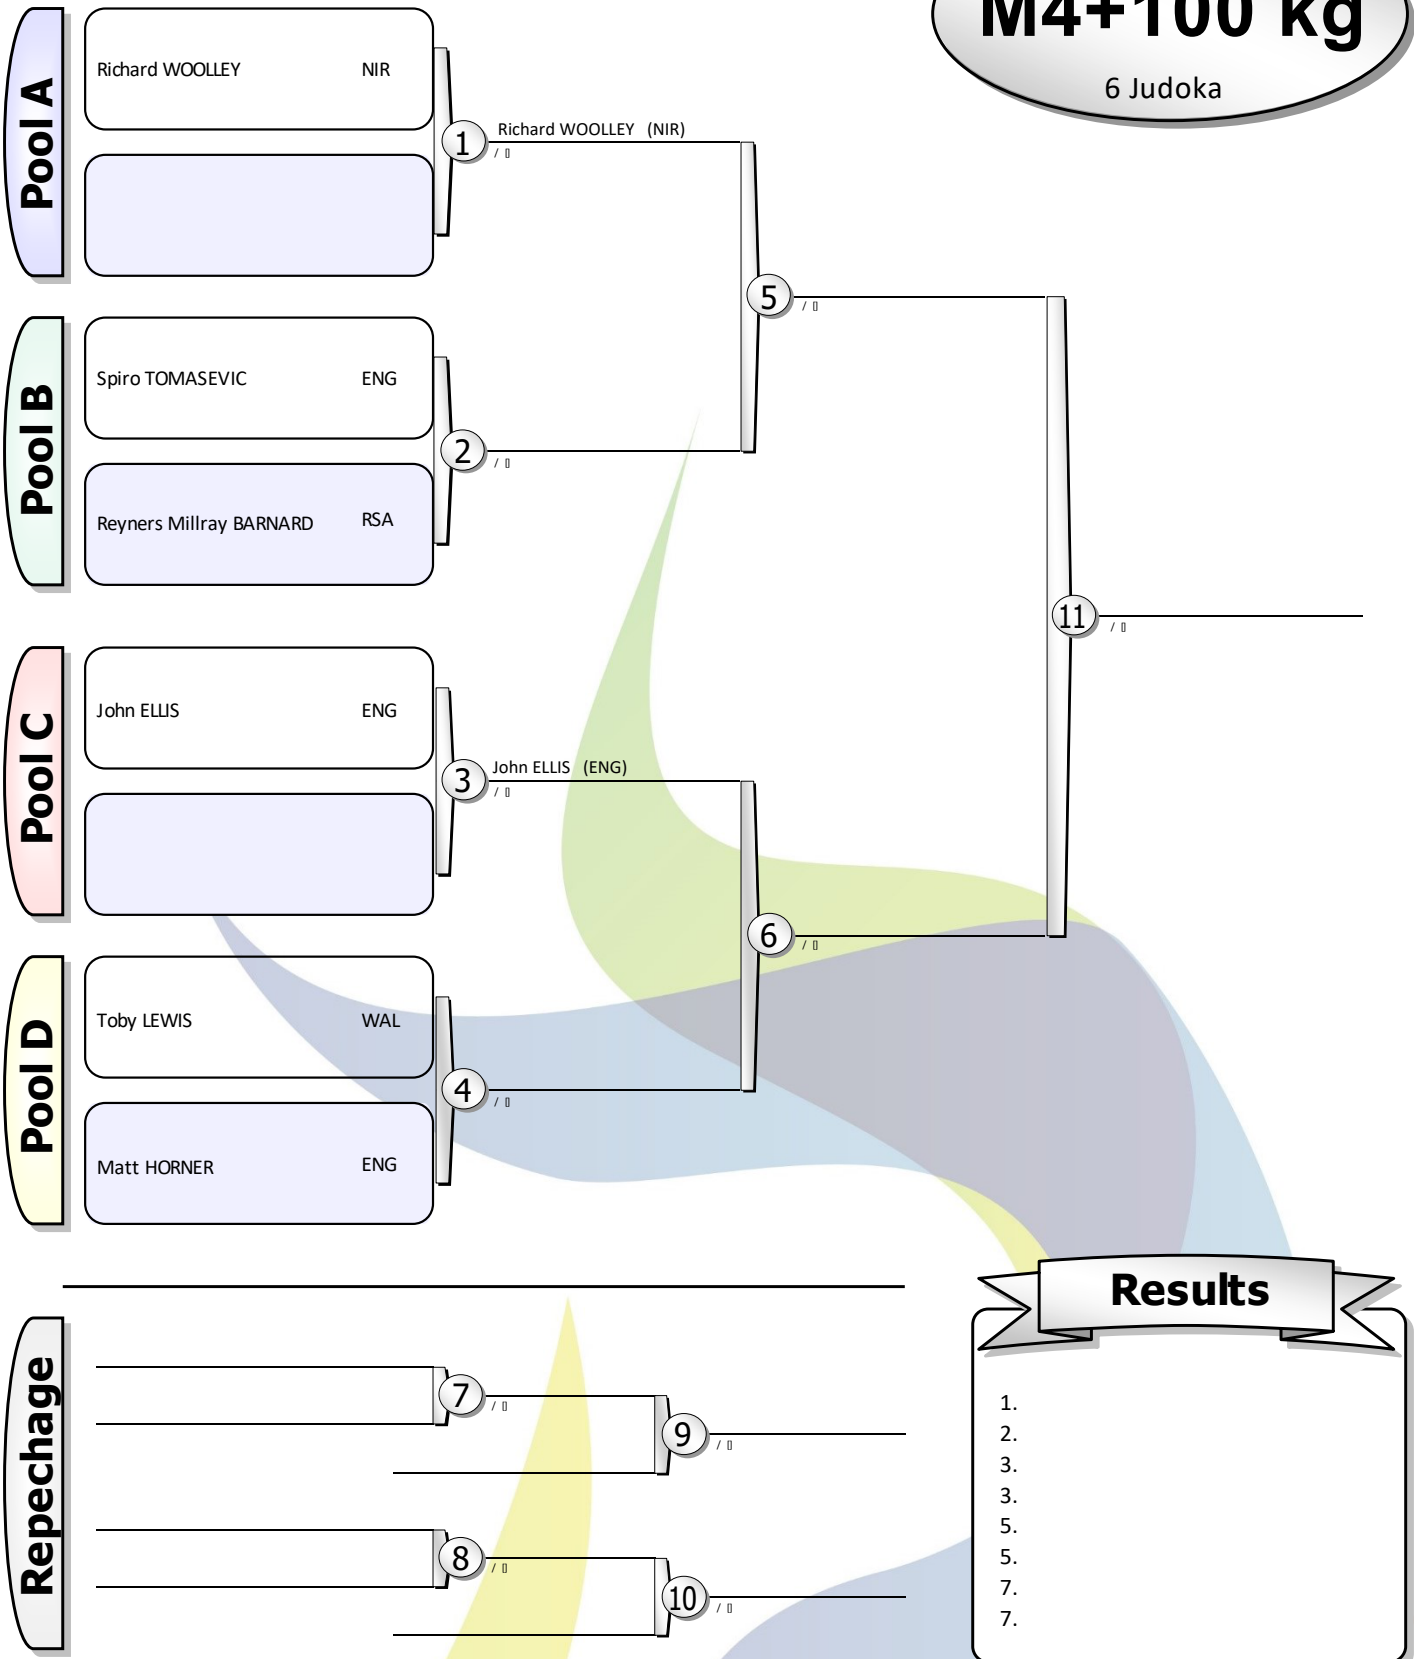 M4+100 kg
6 Judoka
Pool A
Richard WOOLLEY NIR
1
Richard WOOLLEY (NIR)
/ ▯
5
/ ▯
Pool B
Spiro TOMASEVIC ENG
2
/ ▯
Reyners Millray BARNARD RSA
11
/ ▯
Pool C
John ELLIS ENG
3
John ELLIS (ENG)
/ ▯
6
/ ▯
Pool D
Toby LEWIS WAL
4
/ ▯
Matt HORNER ENG
Repechage
7
/ ▯
9
/ ▯
8
/ ▯
10
/ ▯
Results
1.
2.
3.
3.
5.
5.
7.
7.